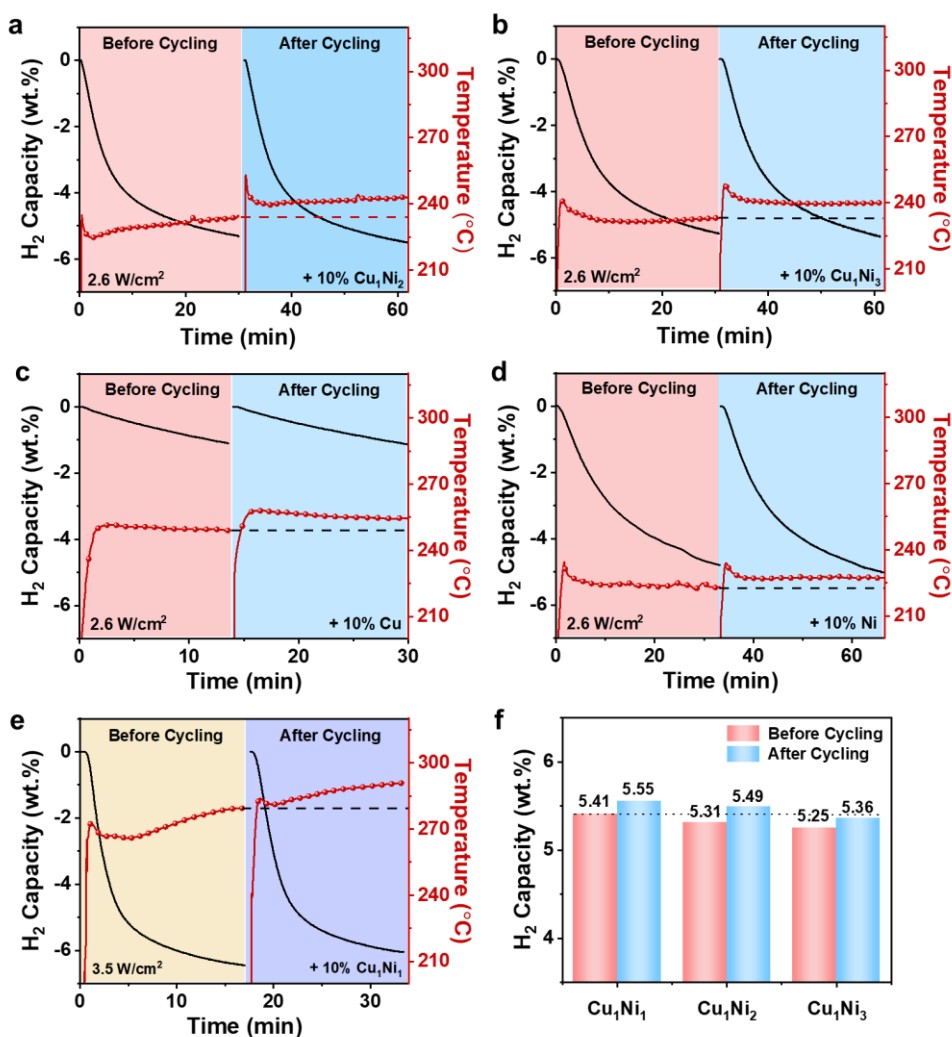 a
Before Cycling
After Cycling
H₂ Capacity (wt.%)
0
-2
-4
-6
300
270
240
210
Temperature (°C)
2.6 W/cm²
+ 10% Cu₁Ni₂
0
20
40
60
Time (min)
b
Before Cycling
After Cycling
H₂ Capacity (wt.%)
0
-2
-4
-6
300
270
240
210
Temperature (°C)
2.6 W/cm²
+ 10% Cu₁Ni₃
0
20
40
60
Time (min)
c
Before Cycling
After Cycling
H₂ Capacity (wt.%)
0
-2
-4
-6
300
270
240
210
Temperature (°C)
2.6 W/cm²
+ 10% Cu
0
10
20
30
Time (min)
d
Before Cycling
After Cycling
H₂ Capacity (wt.%)
0
-2
-4
-6
300
270
240
210
Temperature (°C)
2.6 W/cm²
+ 10% Ni
0
20
40
60
Time (min)
e
Before Cycling
After Cycling
H₂ Capacity (wt.%)
0
-2
-4
-6
300
270
240
210
Temperature (°C)
3.5 W/cm²
+ 10% Cu₁Ni₁
0
10
20
30
Time (min)
f
Before Cycling
After Cycling
H₂ Capacity (wt.%)
6
5
4
5.41
5.55
5.31
5.49
5.25
5.36
Cu₁Ni₁
Cu₁Ni₂
Cu₁Ni₃